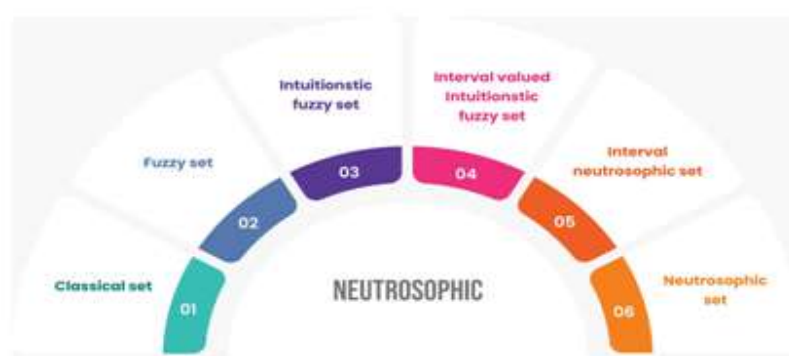 Classical set
01
Fuzzy set
02
Intuitionstic
fuzzy set
03
Interval valued
Intuitionstic
fuzzy set
04
Interval
neutrosophic set
05
Neutrosophic
set
06
NEUTROSOPHIC